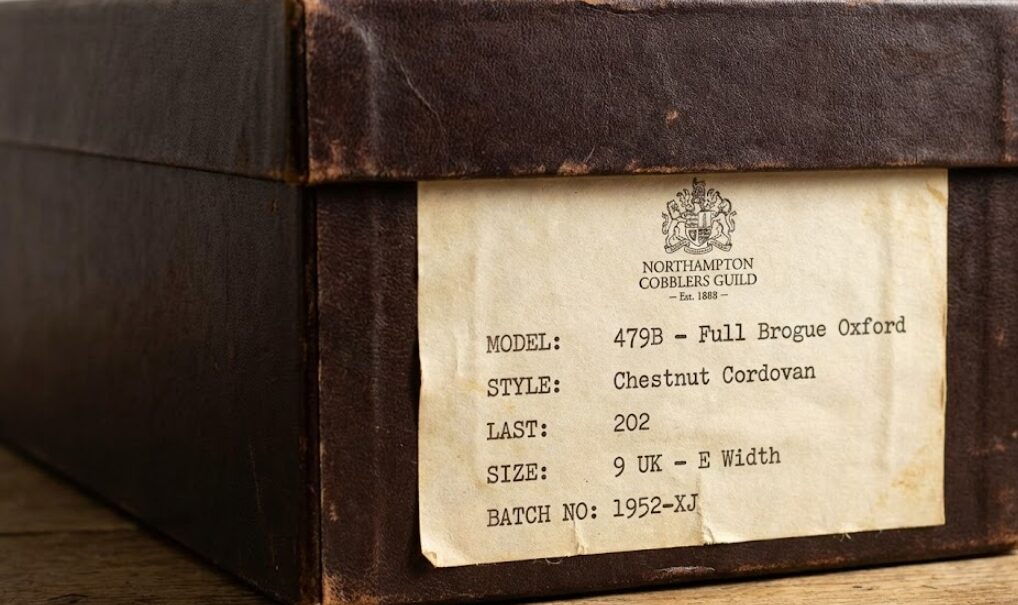 NORTHAMPTON
COBBLERS GUILD
– Est. 1888 –
MODEL: 479B – Full Brogue Oxford
STYLE: Chestnut Cordovan
LAST: 202
SIZE: 9 UK – E Width
BATCH NO: 1952-XJ